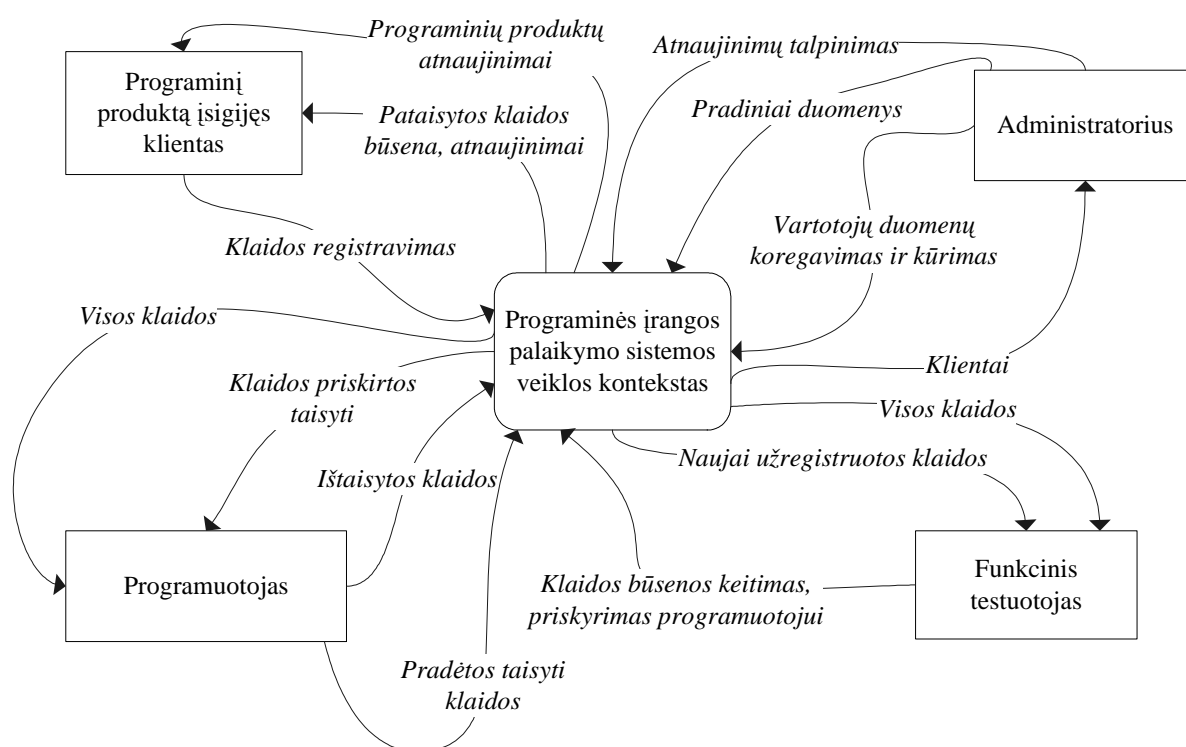 Programinių produktų
atnaujinimai
Atnaujinimų talpinimas
Programinį
produktą įsigijęs
klientas
Pataisytos klaidos
būsena, atnaujinimai
Pradiniai duomenys
Administratorius
Klaidos registravimas
Vartotojų duomenų
koregavimas ir kūrimas
Visos klaidos
Programinės įrangos
palaikymo sistemos
veiklos kontekstas
Klaidos priskirtos
taisyti
Klientai
Visos klaidos
Ištaisytos klaidos
Naujai užregistruotos klaidos
Programuotojas
Klaidos būsenos keitimas,
priskyrimas programuotojui
Funkcinis
testuotojas
Pradėtos taisyti
klaidos